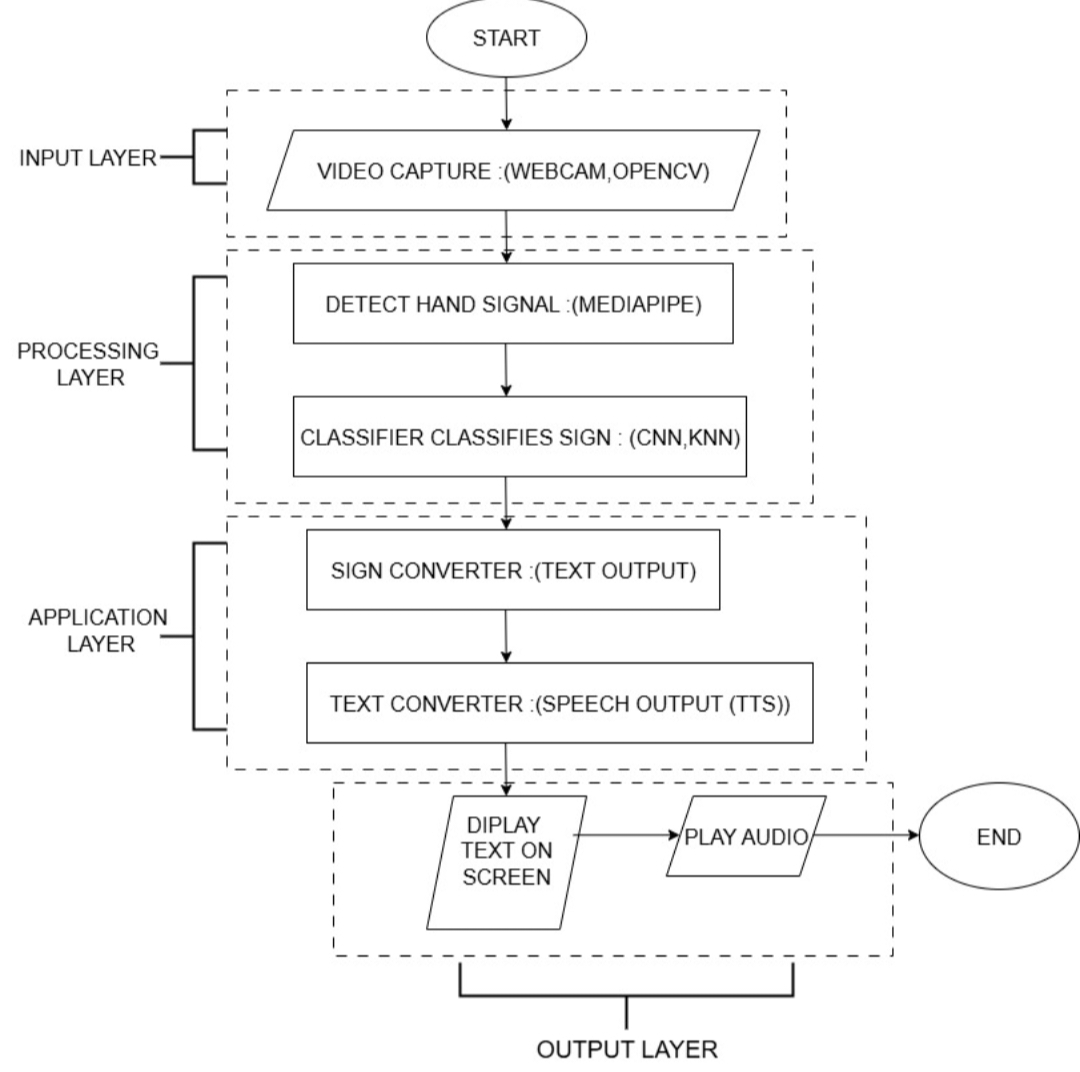 START
INPUT LAYER
VIDEO CAPTURE :(WEBCAM,OPENCV)
DETECT HAND SIGNAL :(MEDIAPIPE)
PROCESSING
LAYER
CLASSIFIER CLASSIFIES SIGN : (CNN,KNN)
SIGN CONVERTER :(TEXT OUTPUT)
APPLICATION
LAYER
TEXT CONVERTER :(SPEECH OUTPUT (TTS))
DIPLAY
TEXT ON
SCREEN
PLAY AUDIO
END
OUTPUT LAYER